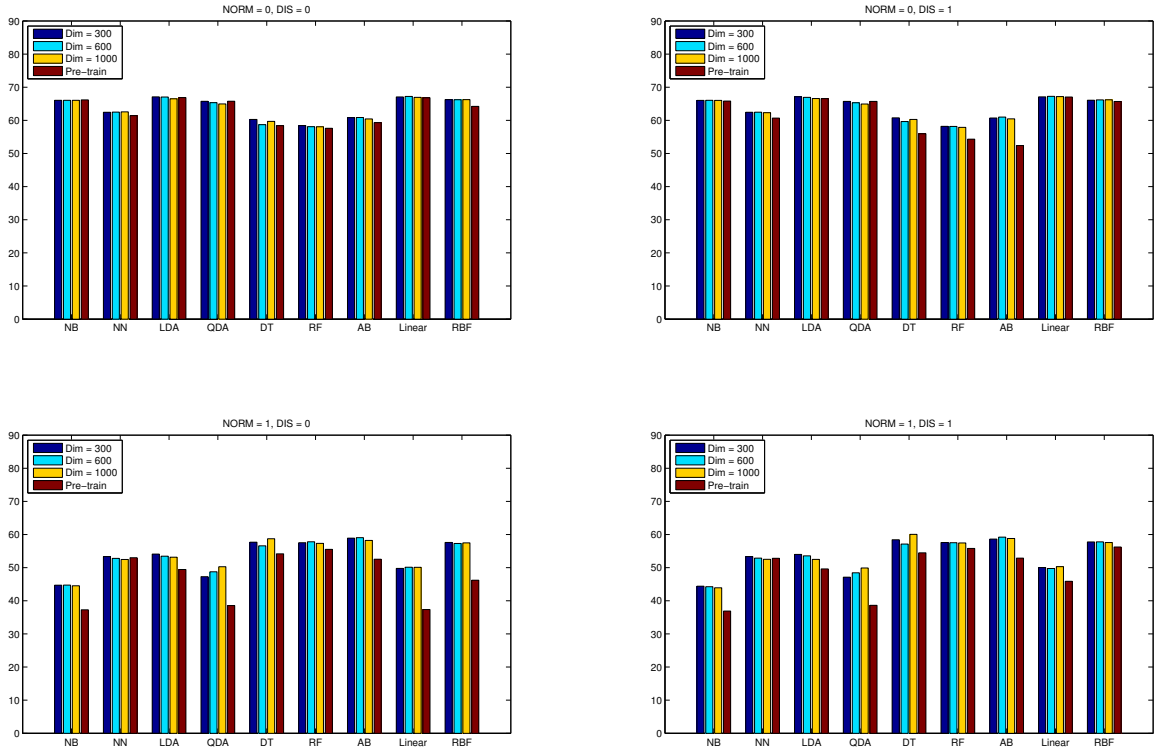 NORM = 0, DIS = 0
90
80
70
60
50
40
30
20
10
0
Dim = 300
Dim = 600
Dim = 1000
Pre-train
NB NN LDA QDA DT RF AB Linear RBF
NORM = 0, DIS = 1
90
80
70
60
50
40
30
20
10
0
Dim = 300
Dim = 600
Dim = 1000
Pre-train
NB NN LDA QDA DT RF AB Linear RBF
NORM = 1, DIS = 0
90
80
70
60
50
40
30
20
10
0
Dim = 300
Dim = 600
Dim = 1000
Pre-train
NB NN LDA QDA DT RF AB Linear RBF
NORM = 1, DIS = 1
90
80
70
60
50
40
30
20
10
0
Dim = 300
Dim = 600
Dim = 1000
Pre-train
NB NN LDA QDA DT RF AB Linear RBF